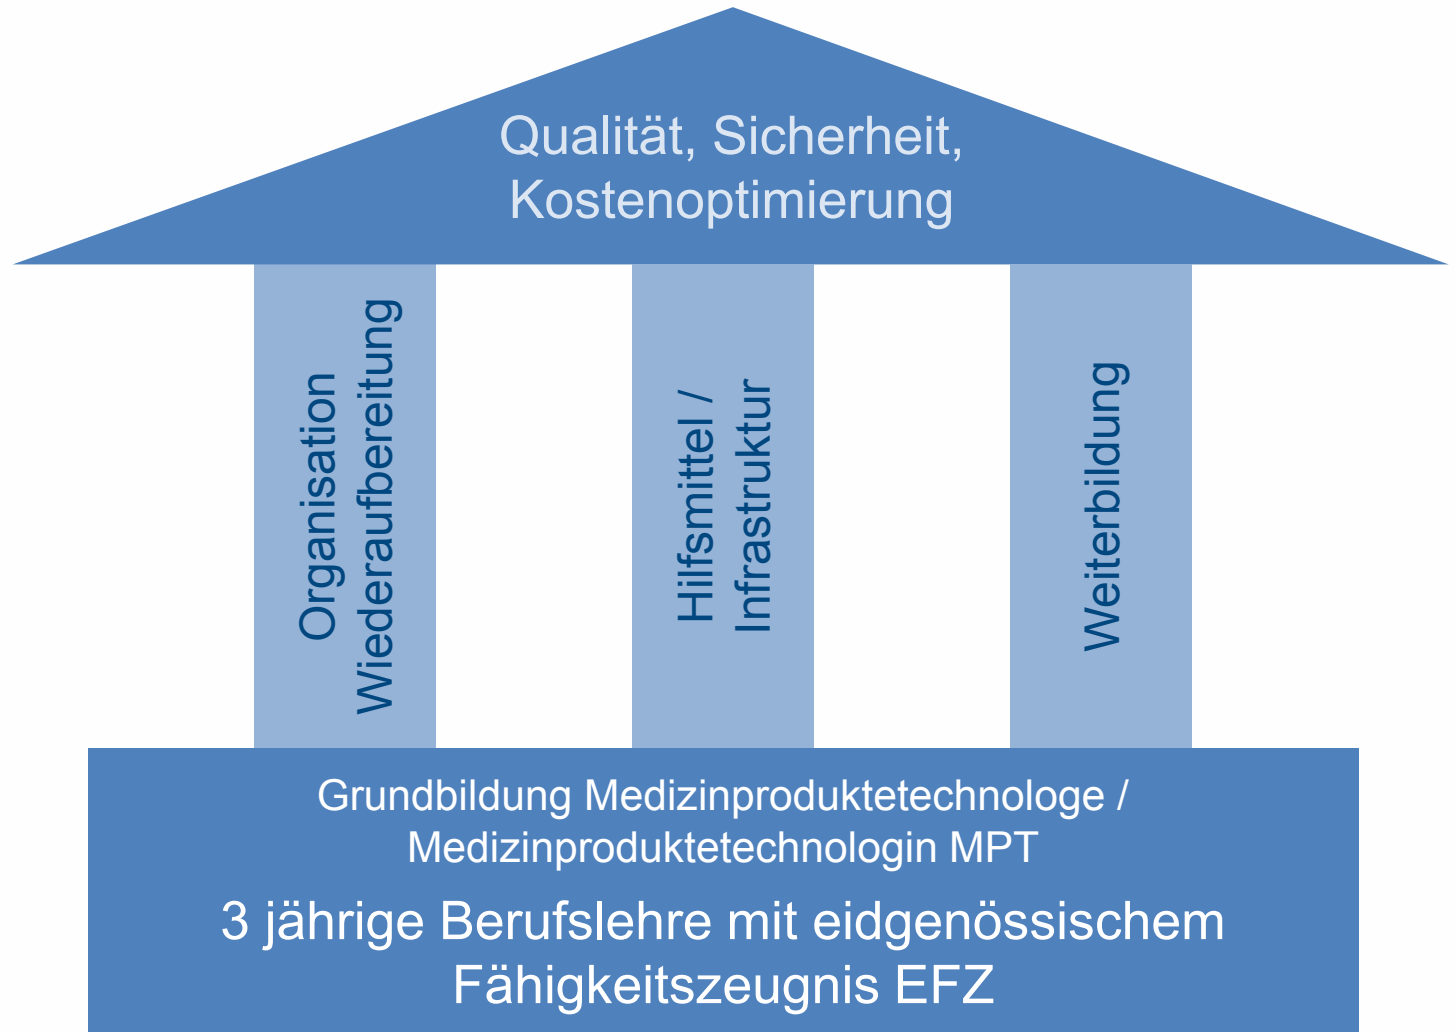 Qualität, Sicherheit,
Kostenoptimierung
Organisation
Wiederaufbereitung
Hilfsmittel /
Infrastruktur
Weiterbildung
Grundbildung Medizinproduktetechnologe /
Medizinproduktetechnologin MPT
3 jährige Berufslehre mit eidgenössischem
Fähigkeitszeugnis EFZ